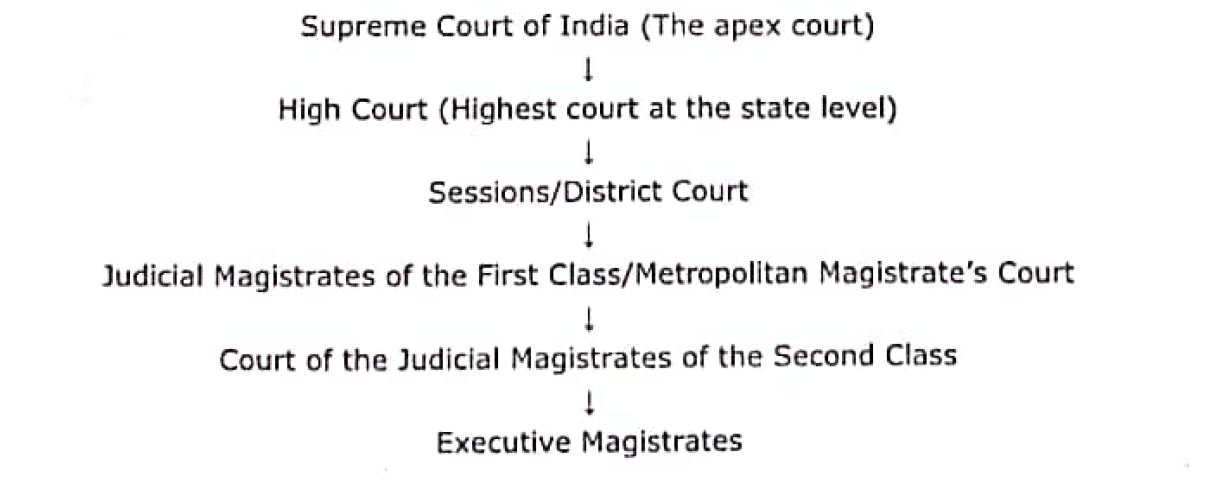 Supreme Court of India (The apex court)
↓
High Court (Highest court at the state level)
↓
Sessions/District Court
↓
Judicial Magistrates of the First Class/Metropolitan Magistrate's Court
↓
Court of the Judicial Magistrates of the Second Class
↓
Executive Magistrates